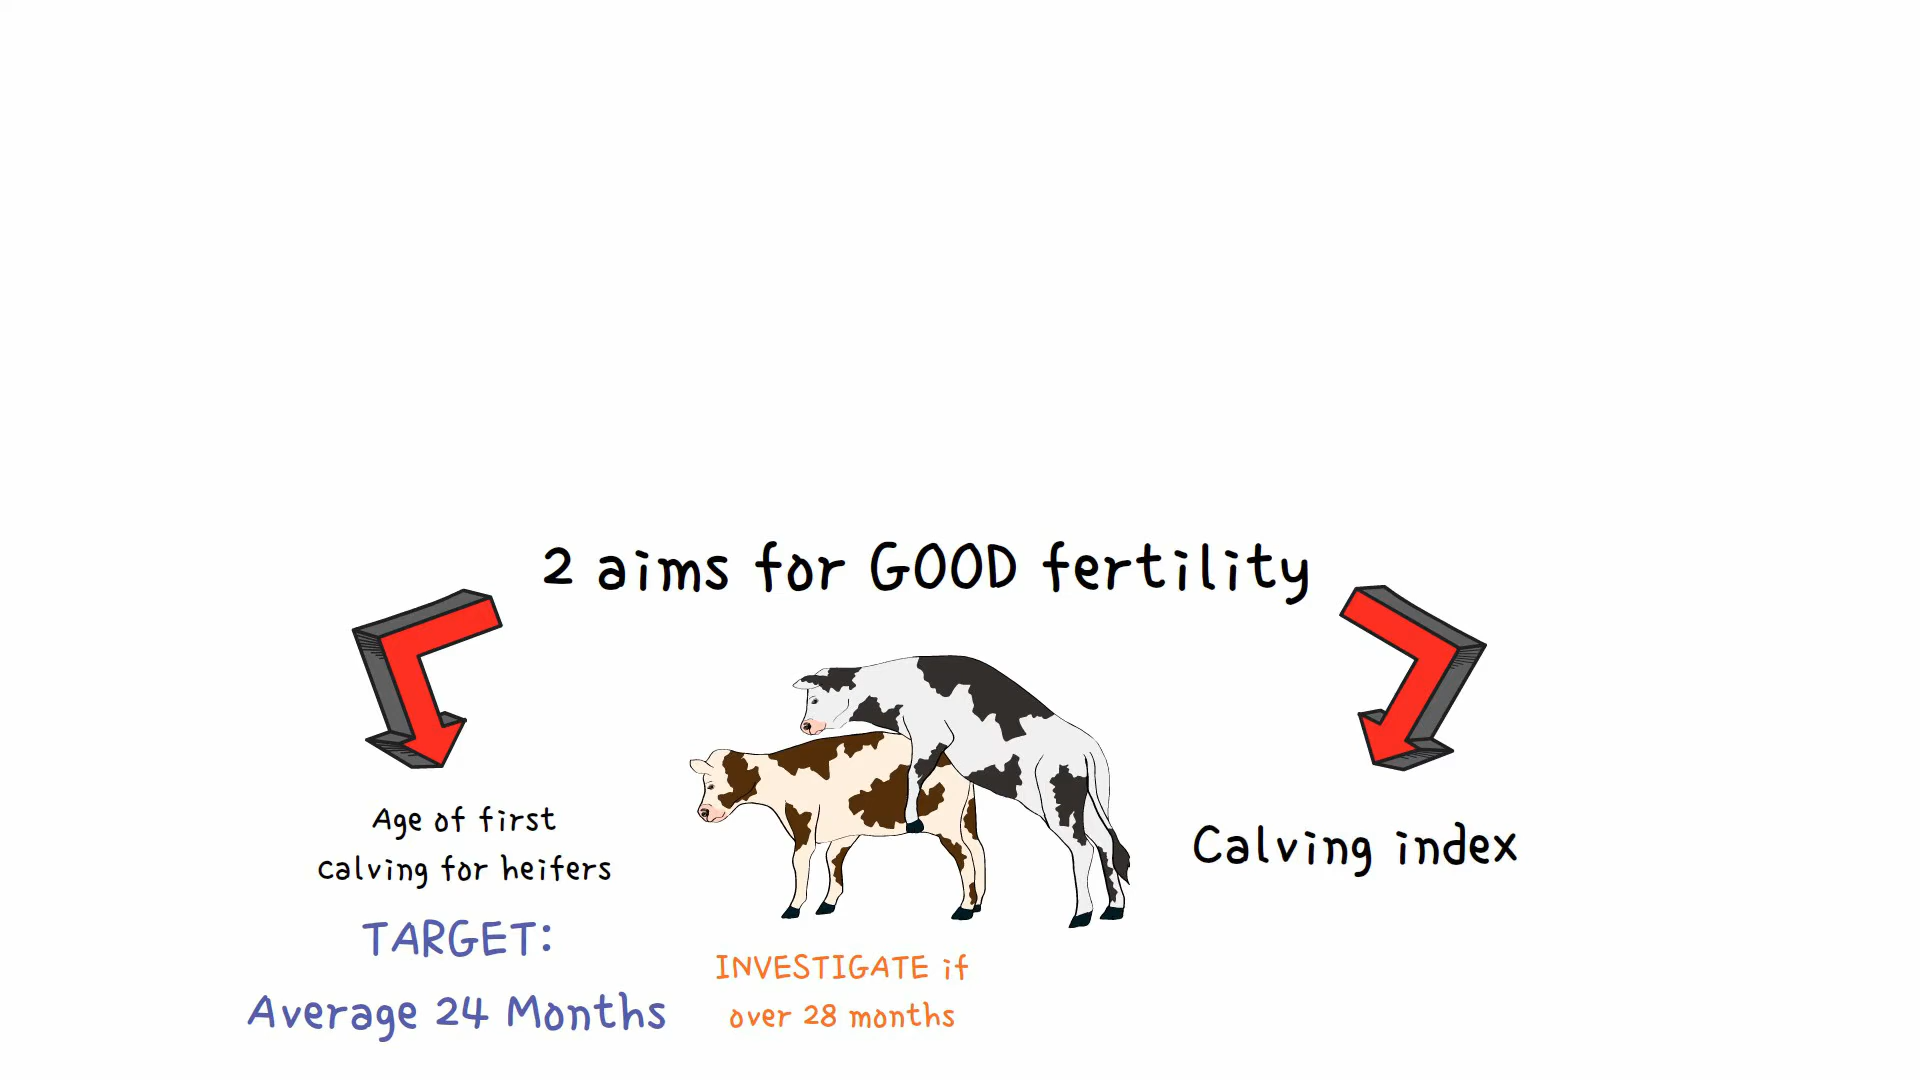 2 aims for GOOD fertility
Age of first
calving for heifers
TARGET:
Average 24 Months
INVESTIGATE if
over 28 months
Calving index